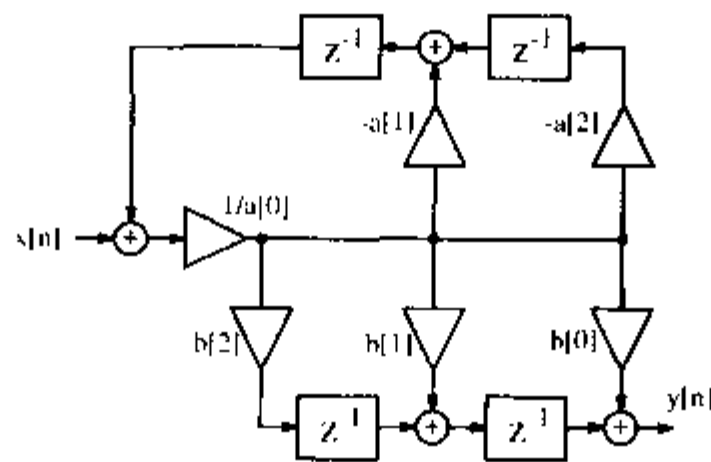 z⁻¹
z⁻¹
-a[1]
-a[2]
1/a[0]
x[n]
b[2]
b[1]
b[0]
y[n]
z⁻¹
z⁻¹